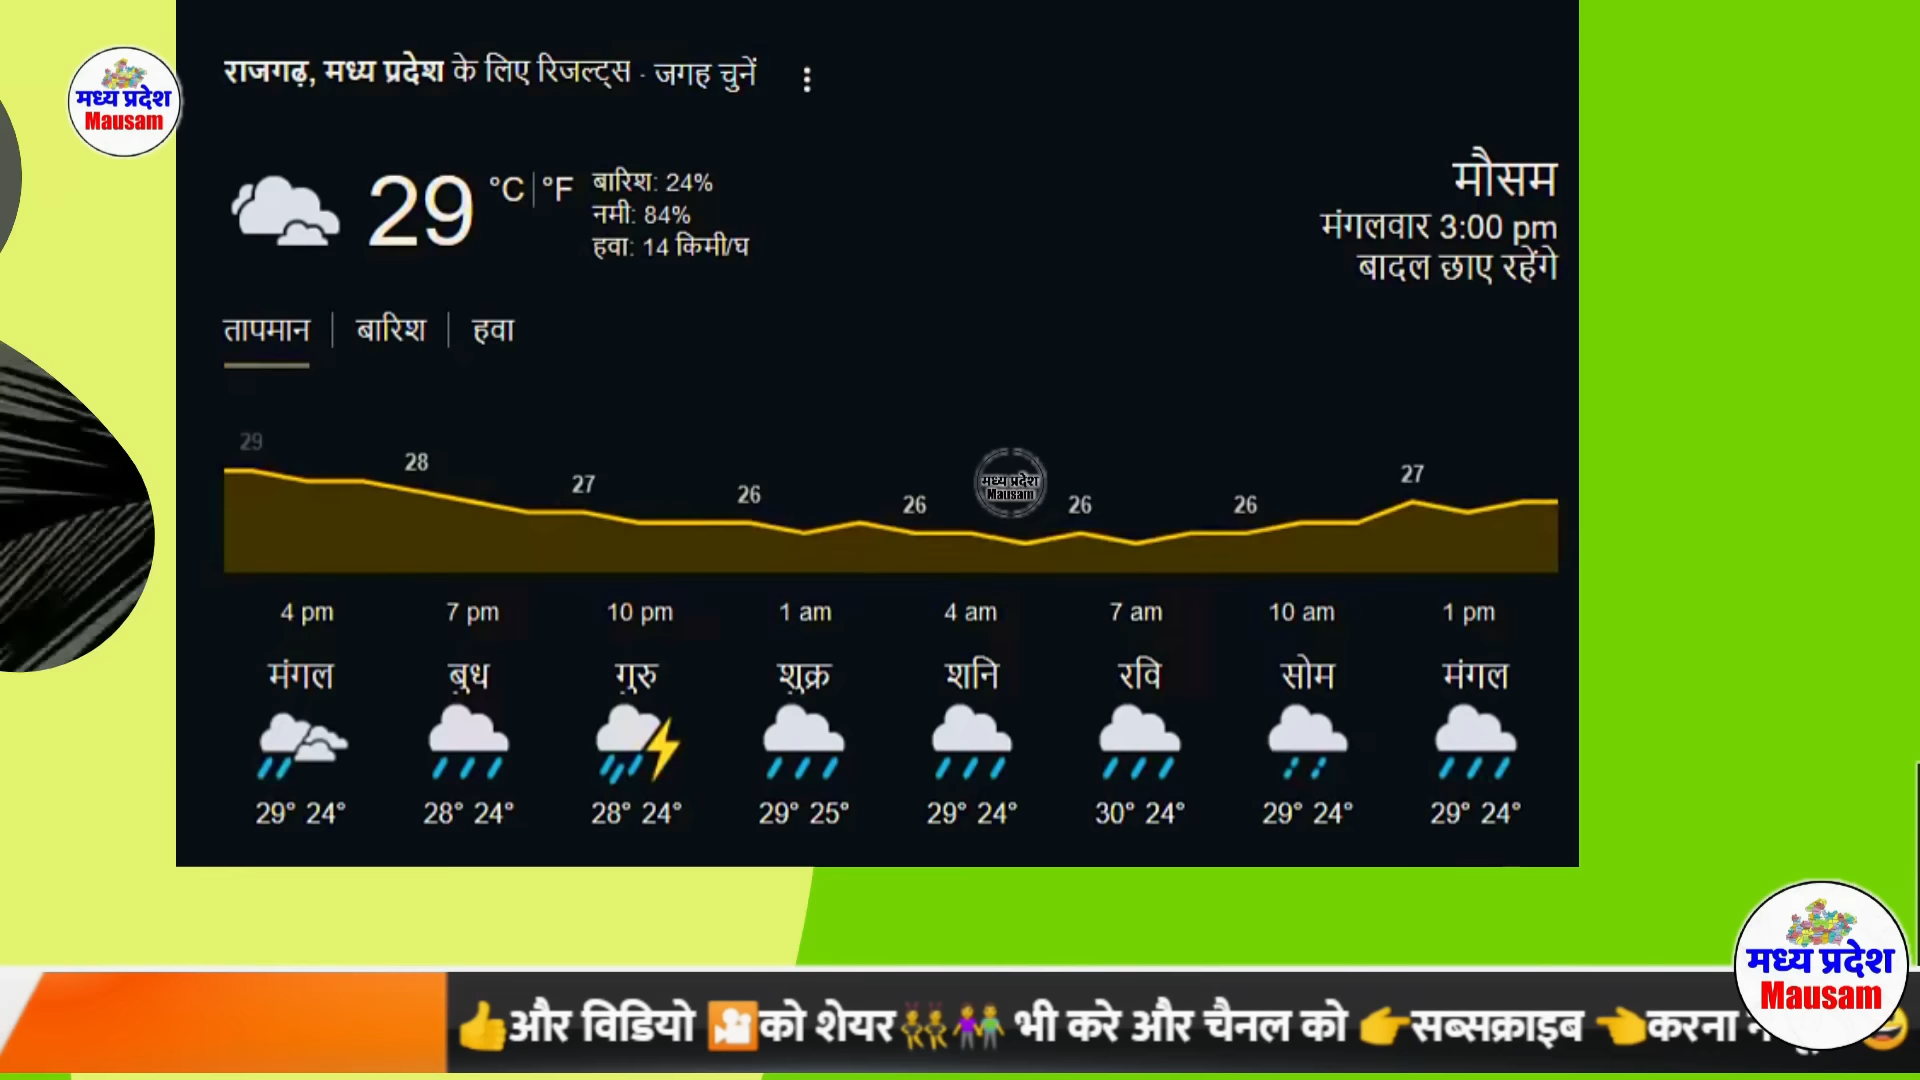 राजगढ़, मध्य प्रदेश के लिए रिजल्ट्स · जगह चुनें
मध्य प्रदेश
Mausam
29 °C | °F
बारिश: 24%
नमी: 84%
हवा: 14 किमी/घ
मौसम
मंगलवार 3:00 pm
बादल छाए रहेंगे
तापमान | बारिश | हवा
29 28 27 26 26 26 26 27
मध्य प्रदेश
Mausam
4 pm 7 pm 10 pm 1 am 4 am 7 am 10 am 1 pm
मंगल बुध गुरु शुक्र शनि रवि सोम मंगल
29° 24° 28° 24° 28° 24° 29° 25° 29° 24° 30° 24° 29° 24° 29° 24°
मध्य प्रदेश
Mausam
👍और विडियो 🎦को शेयर👯👫 भी करे और चैनल को 👉सब्सक्राइब 👈करना